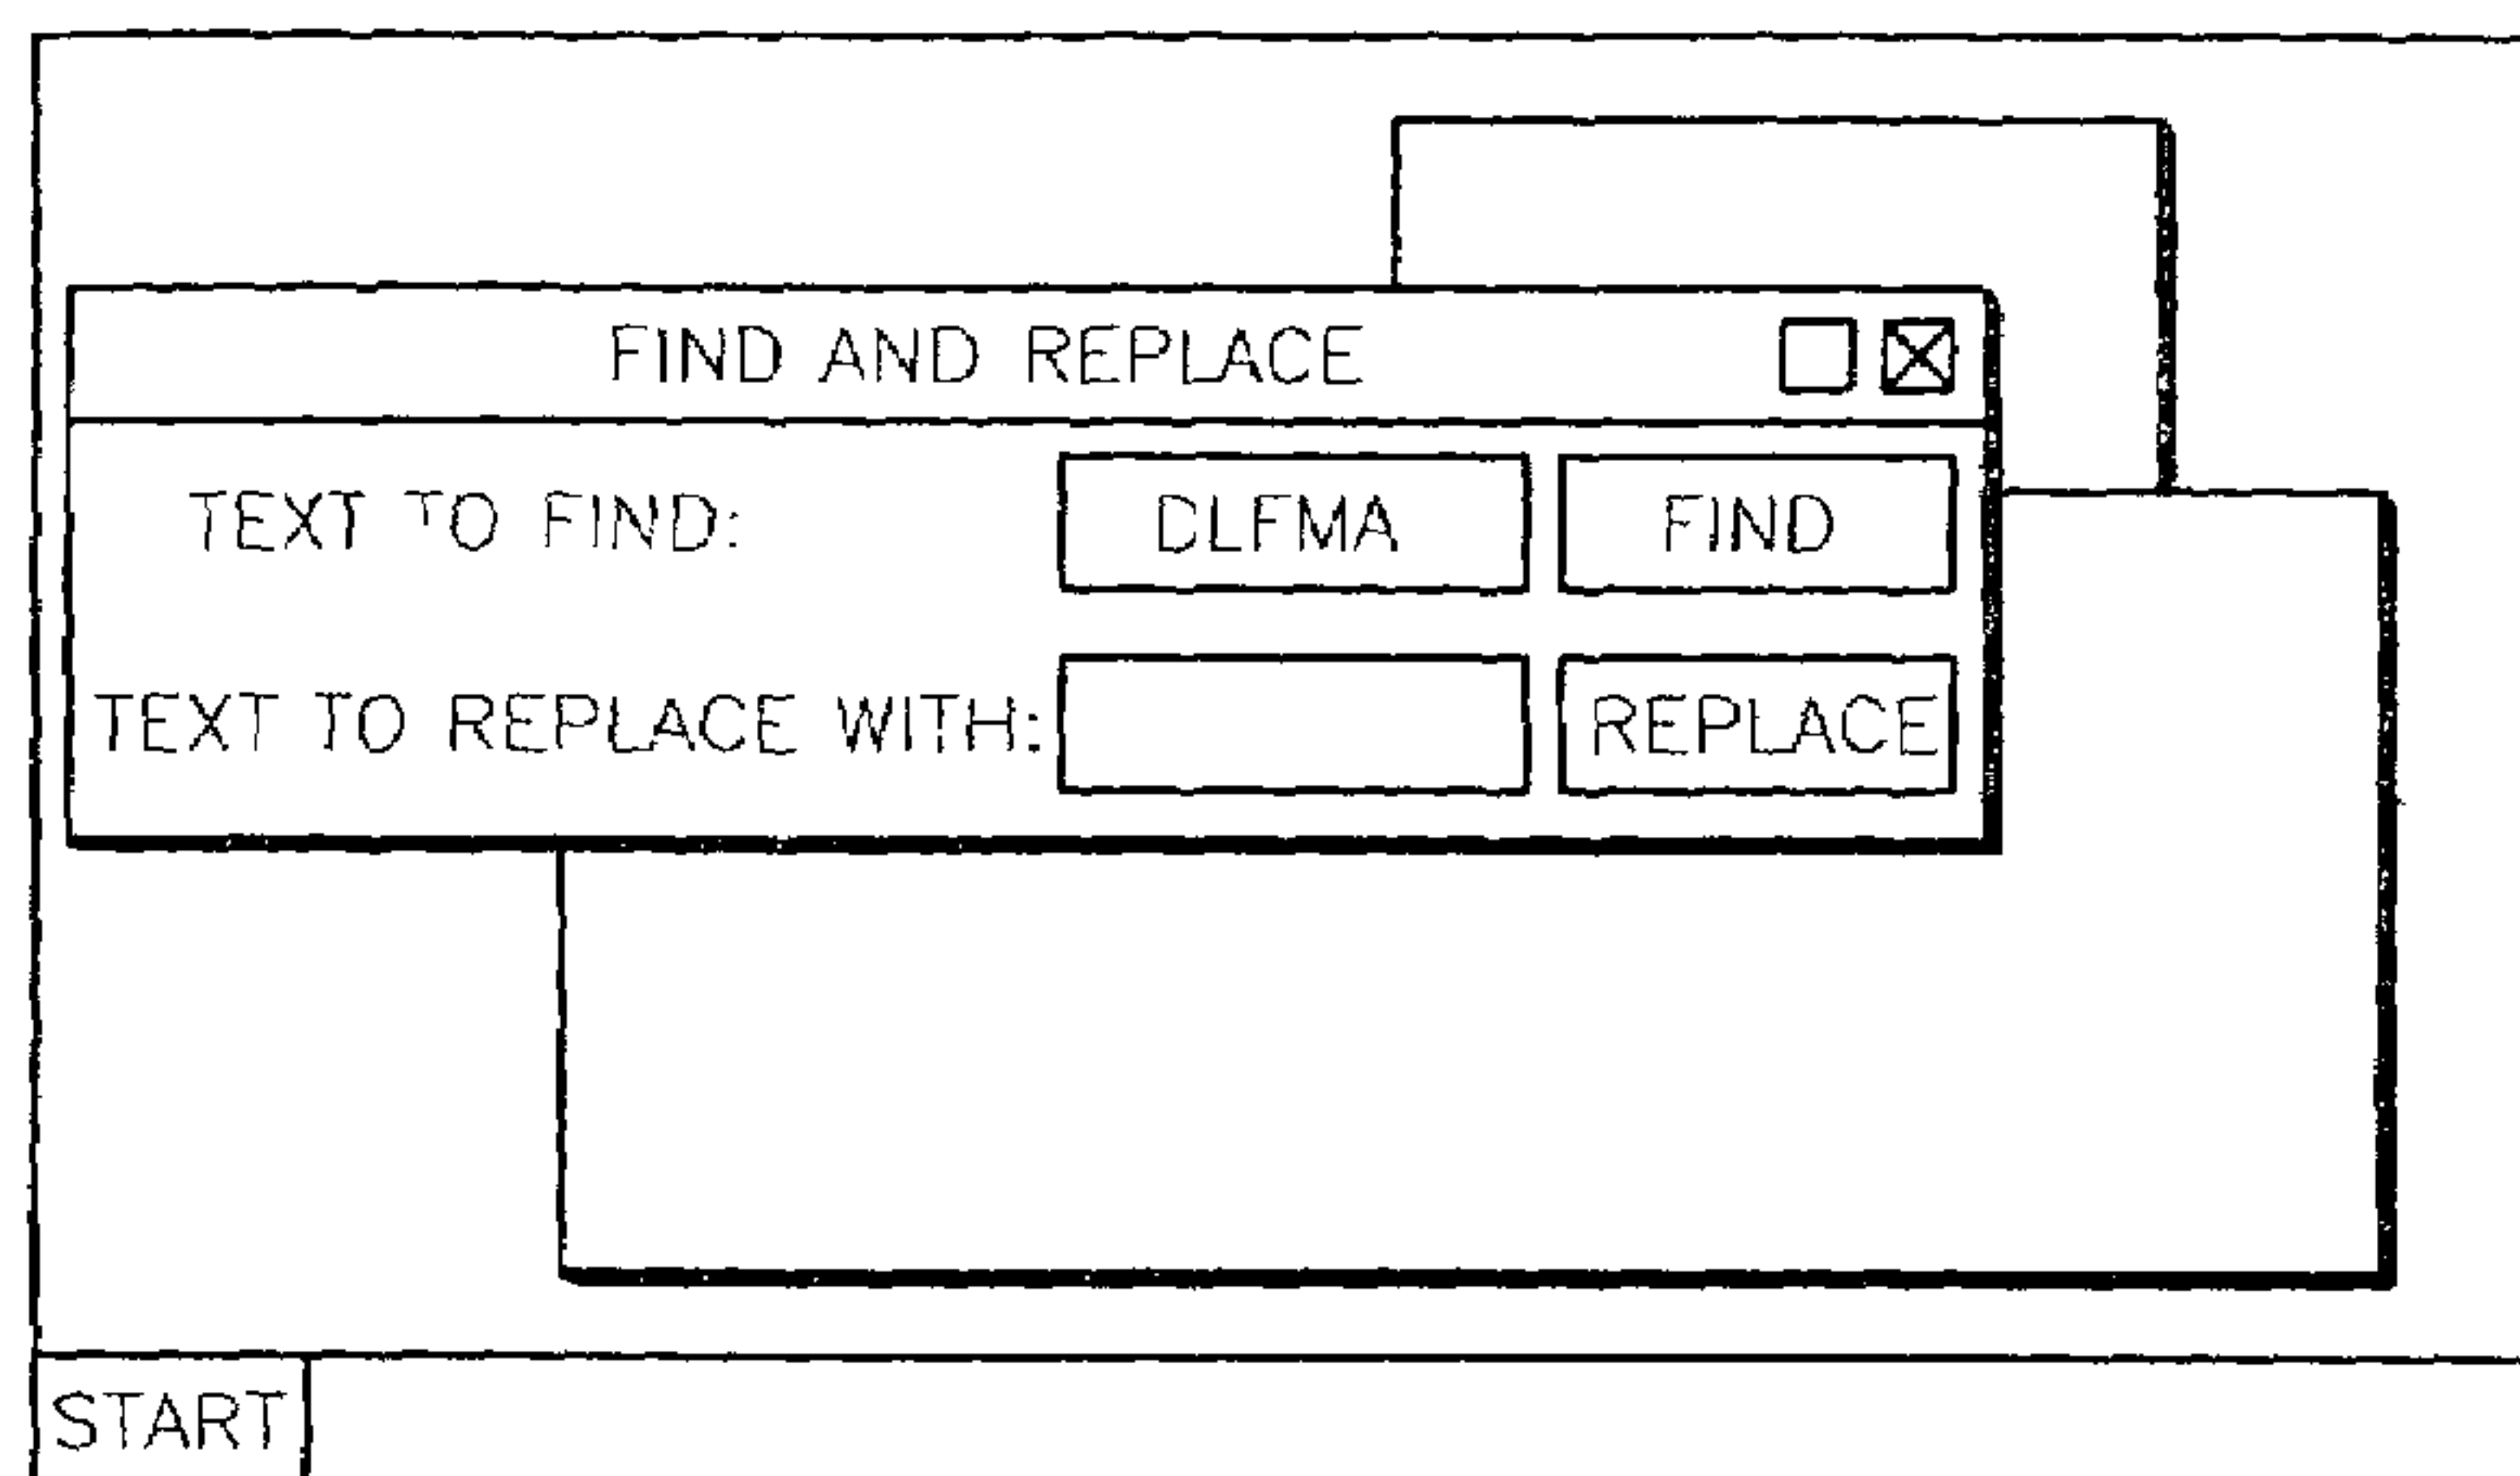 FIND AND REPLACE
TEXT TO FIND: DLFMA FIND
TEXT TO REPLACE WITH: REPLACE
START